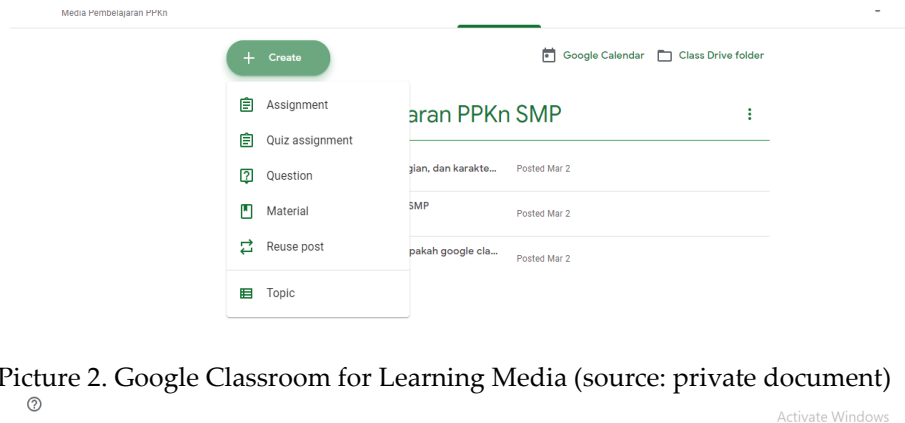 Media Pembelajaran PPKn
+ Create
Google Calendar
Class Drive folder
Assignment
Quiz assignment
Question
Material
Reuse post
Topic
aran PPKn SMP
gian, dan karakte... Posted Mar 2
SMP
Posted Mar 2
pakah google cla... Posted Mar 2
Picture 2. Google Classroom for Learning Media (source: private document)
Activate Windows